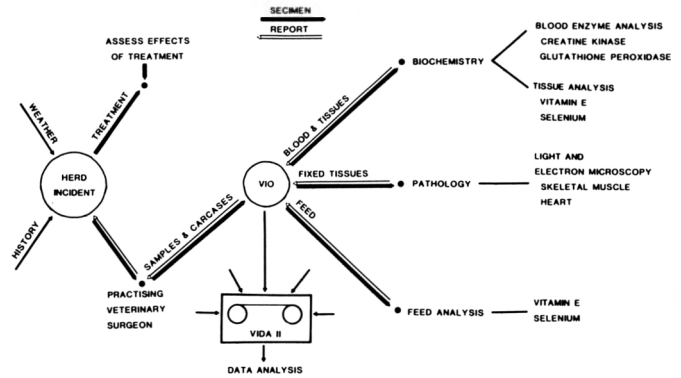 SECIMEN
REPORT
ASSESS EFFECTS
OF TREATMENT
WEATHER
TREATMENT
HERD
INCIDENT
HISTORY
SAMPLES & CARCASES
PRACTISING
VETERINARY
SURGEON
VIO
BLOOD & TISSUES
FIXED TISSUES
FEED
VIDA II
DATA ANALYSIS
BIOCHEMISTRY
BLOOD ENZYME ANALYSIS
CREATINE KINASE
GLUTATHIONE PEROXIDASE
TISSUE ANALYSIS
VITAMIN E
SELENIUM
PATHOLOGY
LIGHT AND
ELECTRON MICROSCOPY
SKELETAL MUSCLE
HEART
FEED ANALYSIS
VITAMIN E
SELENIUM